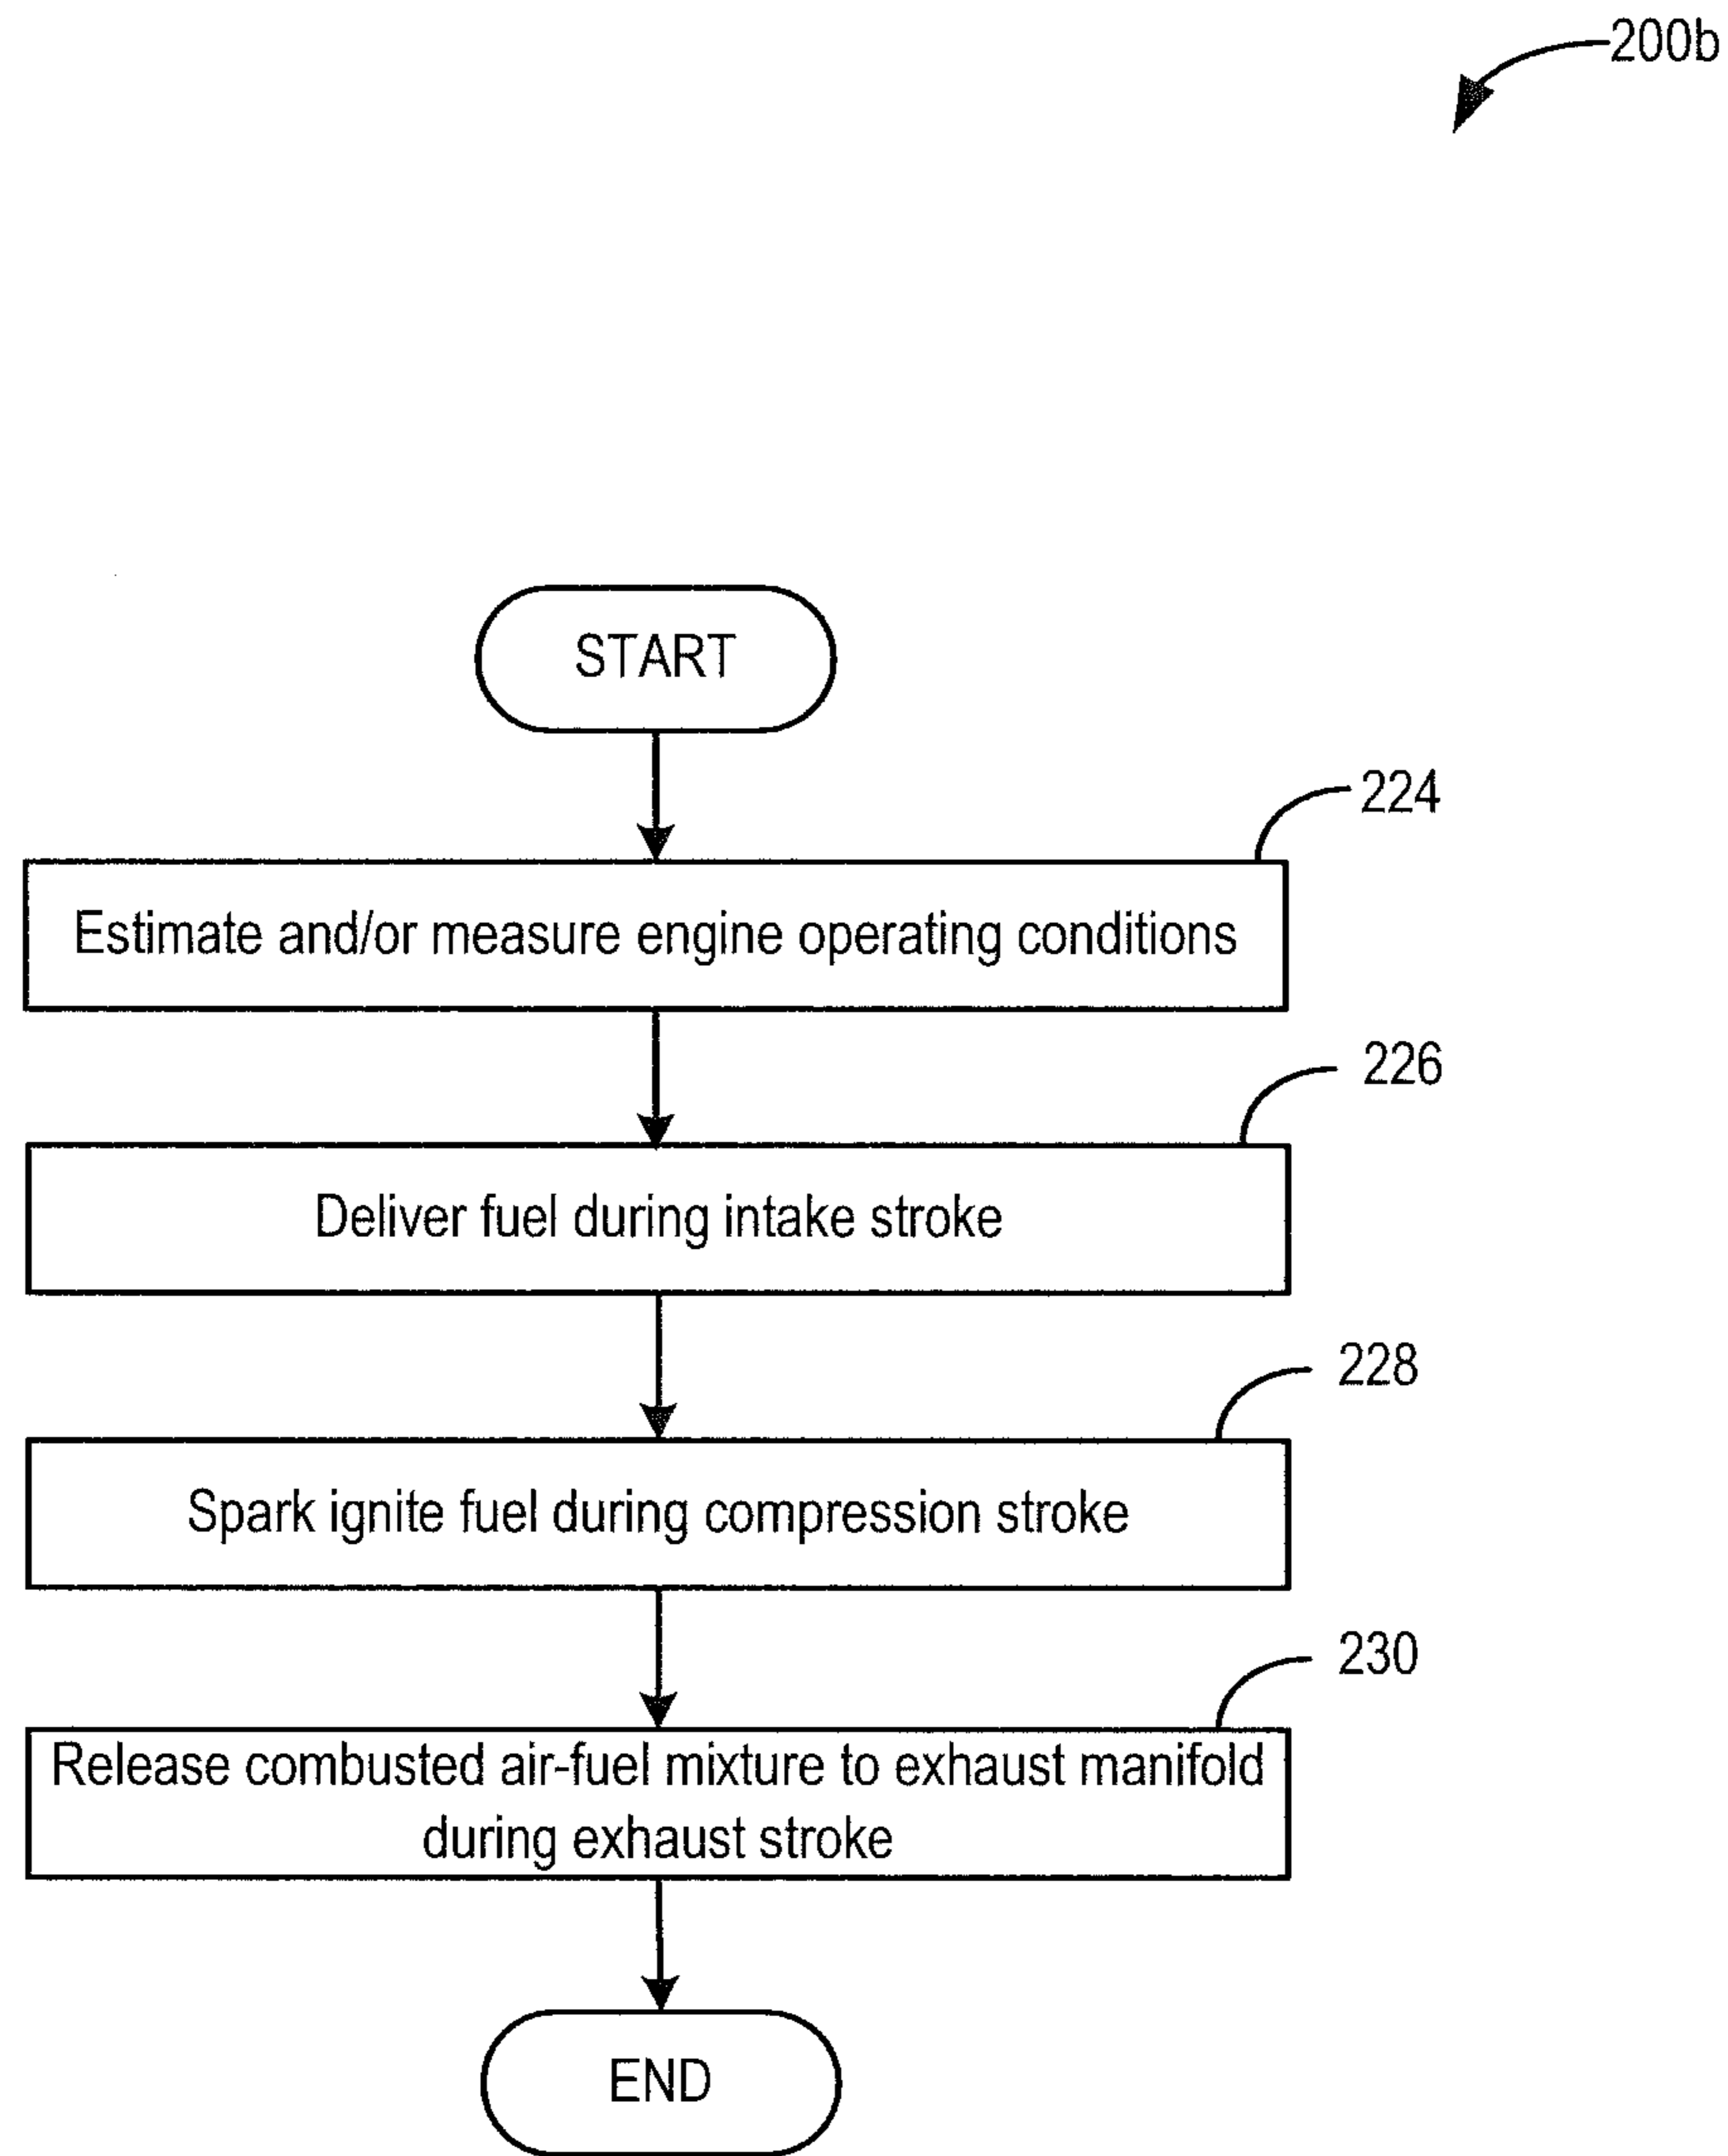 200b
START
224
Estimate and/or measure engine operating conditions
226
Deliver fuel during intake stroke
228
Spark ignite fuel during compression stroke
230
Release combusted air-fuel mixture to exhaust manifold
during exhaust stroke
END